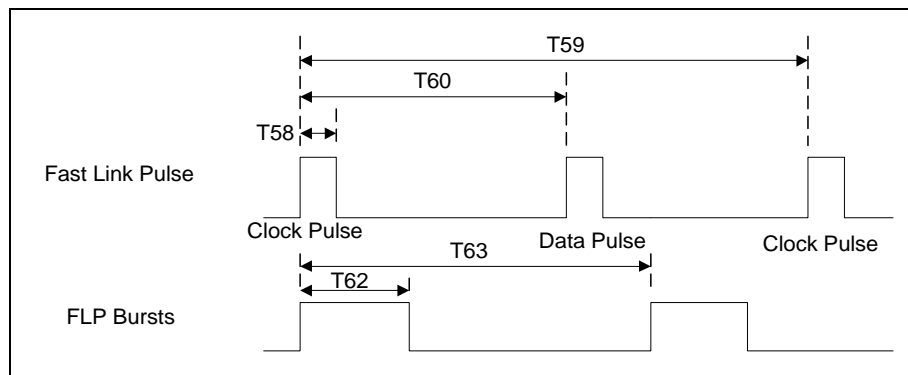 T59
T60
T58
Fast Link Pulse
Clock Pulse
Data Pulse
Clock Pulse
T63
T62
FLP Bursts